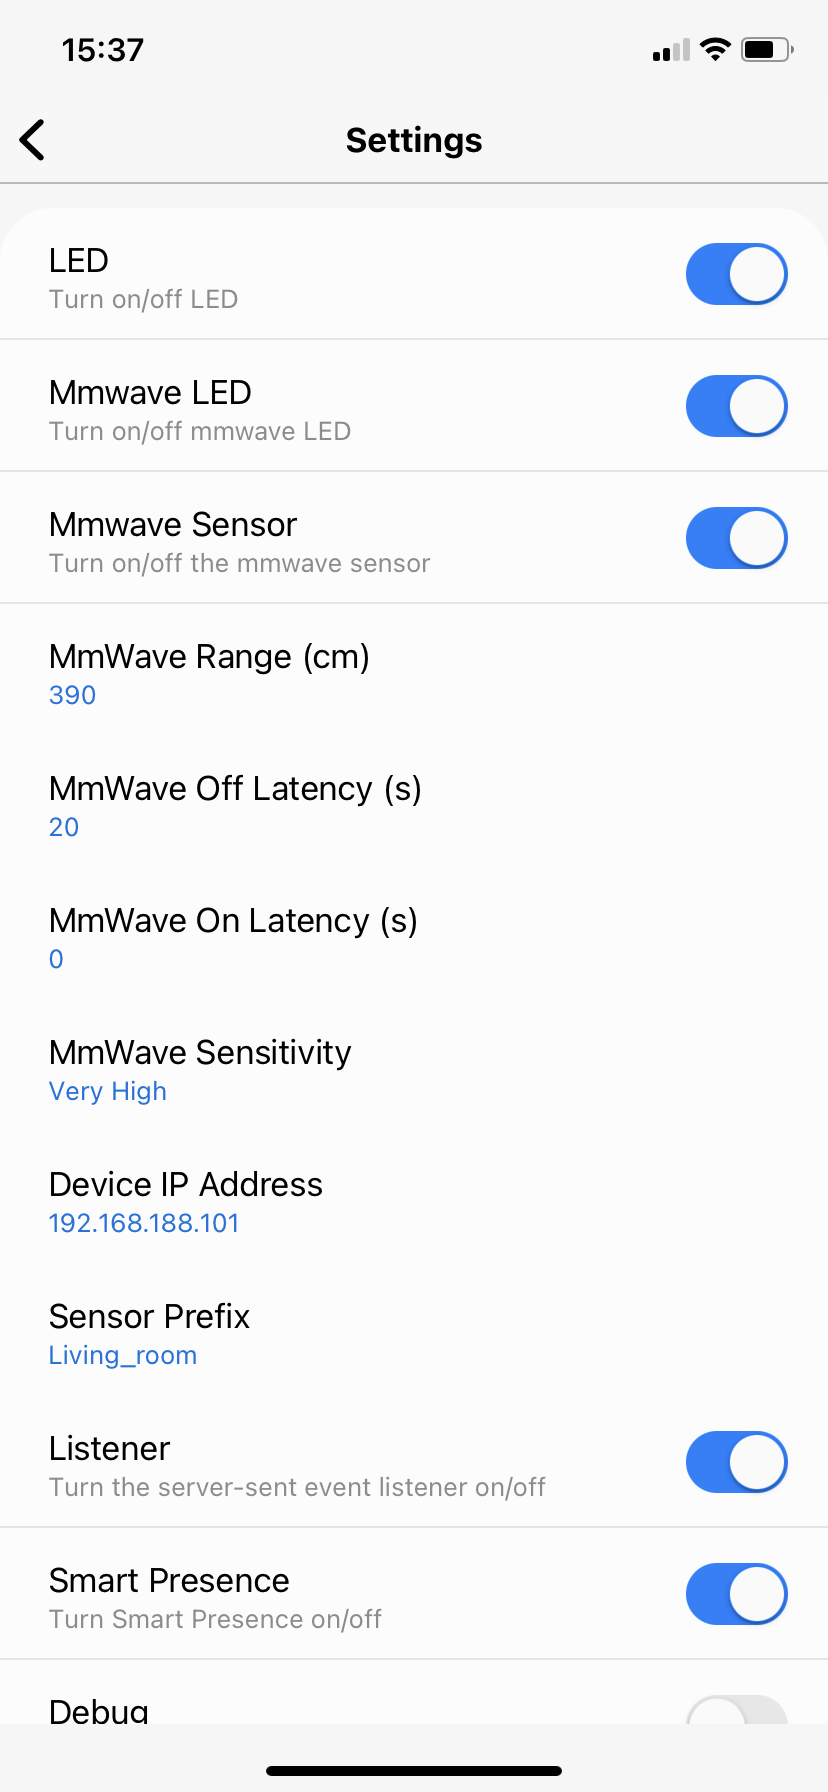 15:37
Settings
LED
Turn on/off LED
Mmwave LED
Turn on/off mmwave LED
Mmwave Sensor
Turn on/off the mmwave sensor
MmWave Range (cm)
390
MmWave Off Latency (s)
20
MmWave On Latency (s)
0
MmWave Sensitivity
Very High
Device IP Address
192.168.188.101
Sensor Prefix
Living_room
Listener
Turn the server-sent event listener on/off
Smart Presence
Turn Smart Presence on/off
Debug